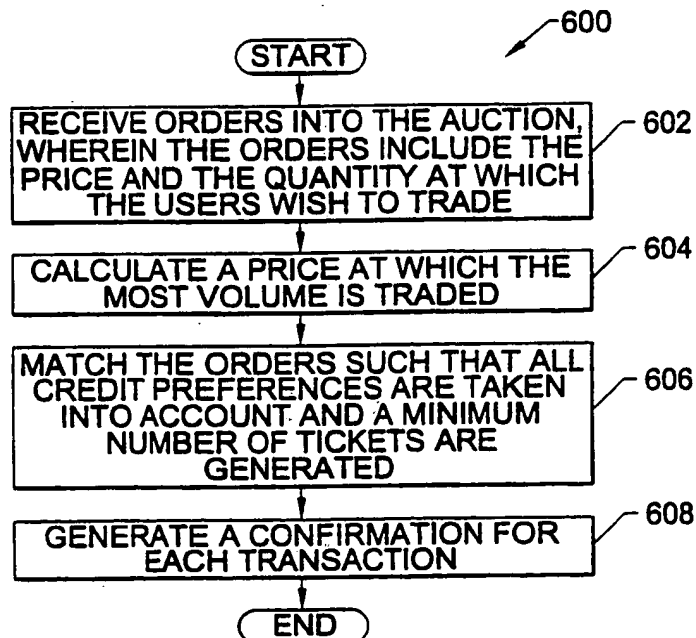 600
START
RECEIVE ORDERS INTO THE AUCTION,
WHEREIN THE ORDERS INCLUDE THE
PRICE AND THE QUANTITY AT WHICH
THE USERS WISH TO TRADE
602
CALCULATE A PRICE AT WHICH THE
MOST VOLUME IS TRADED
604
MATCH THE ORDERS SUCH THAT ALL
CREDIT PREFERENCES ARE TAKEN
INTO ACCOUNT AND A MINIMUM
NUMBER OF TICKETS ARE
GENERATED
606
GENERATE A CONFIRMATION FOR
EACH TRANSACTION
608
END